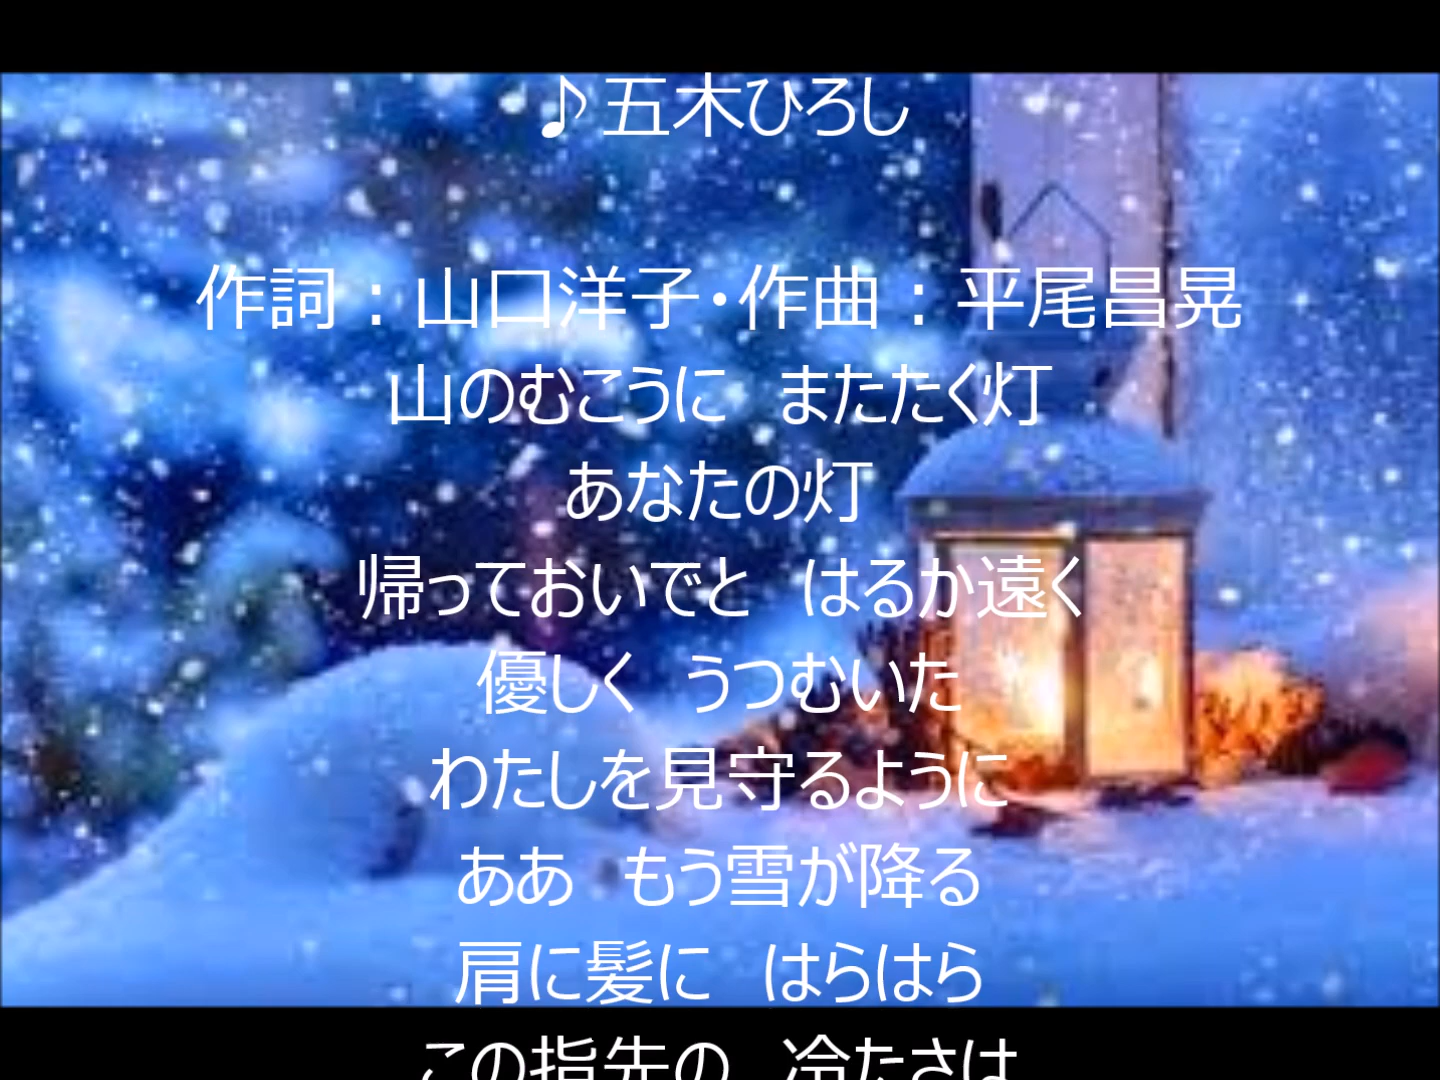 ♪五木ひろし
作詞：山口洋子・作曲：平尾昌晃
山のむこうに　またたく灯
あなたの灯
帰っておいでと　はるか遠く
優しく　うつむいた
わたしを見守るように
ああ　もう雪が降る
肩に髪に　はらはら
この指先の　冷たさは